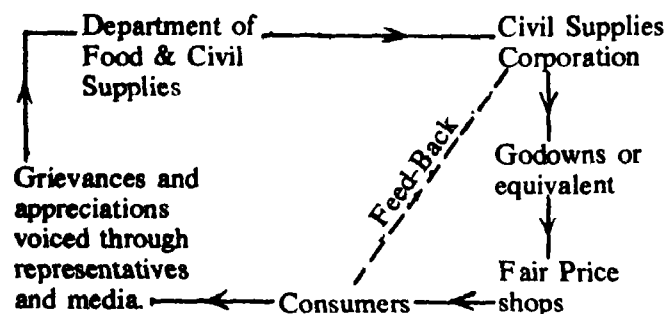 Department of
Food & Civil
Supplies
Civil Supplies
Corporation
Godowns or
equivalent
Fair Price
shops
Consumers
Feed-Back
Grievances and
appreciations
voiced through
representatives
and media.